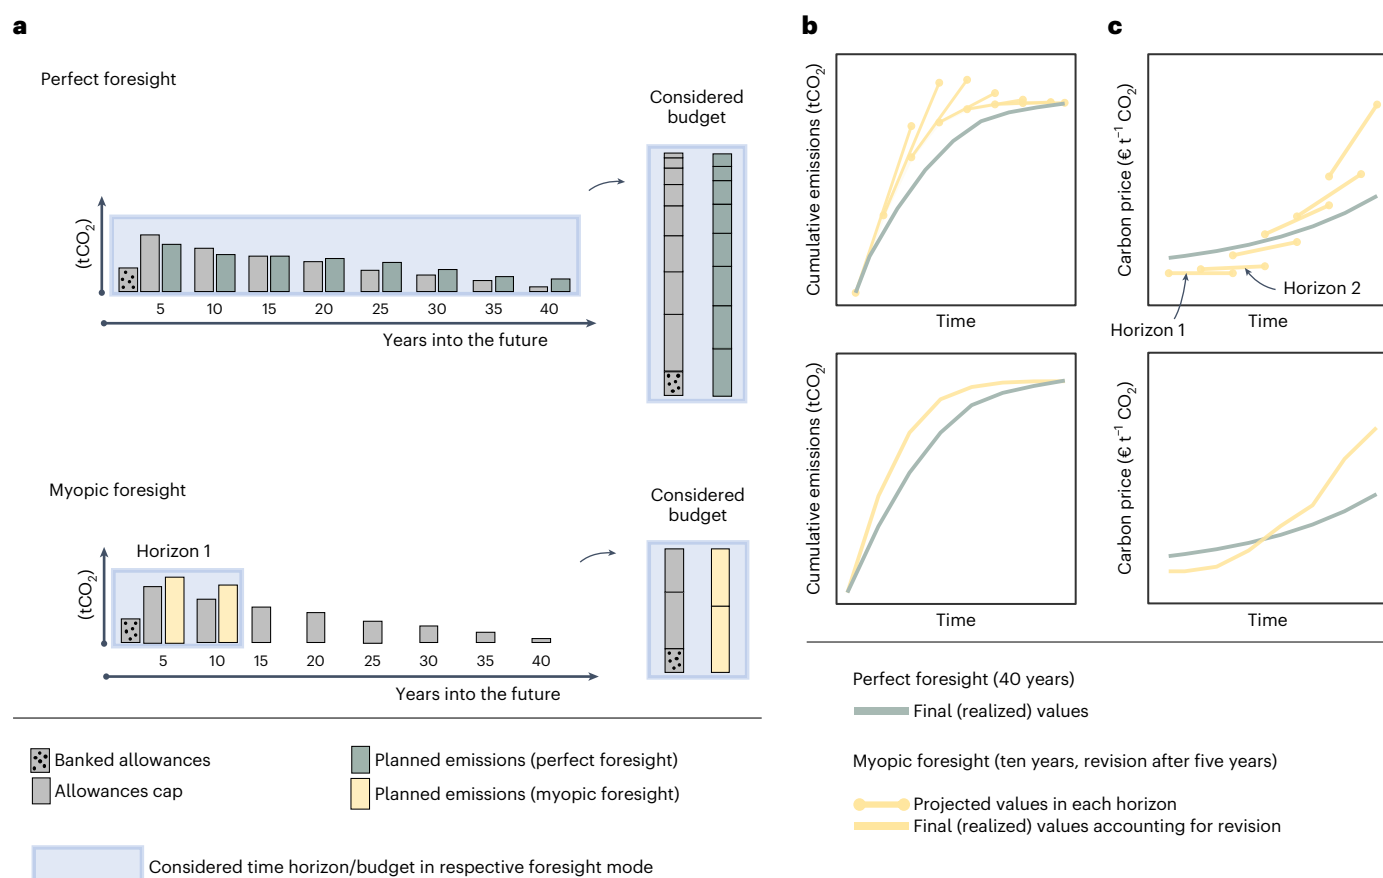 a
Perfect foresight
Considered
budget
(tCO₂)
5 10 15 20 25 30 35 40
Years into the future
Myopic foresight
Considered
budget
Horizon 1
(tCO₂)
5 10 15 20 25 30 35 40
Years into the future
Banked allowances
Allowances cap
Planned emissions (perfect foresight)
Planned emissions (myopic foresight)
Considered time horizon/budget in respective foresight mode
b
Cumulative emissions (tCO₂)
Time
Cumulative emissions (tCO₂)
Time
c
Carbon price (€ t⁻¹ CO₂)
Horizon 2
Horizon 1
Time
Carbon price (€ t⁻¹ CO₂)
Time
Perfect foresight (40 years)
Final (realized) values
Myopic foresight (ten years, revision after five years)
Projected values in each horizon
Final (realized) values accounting for revision